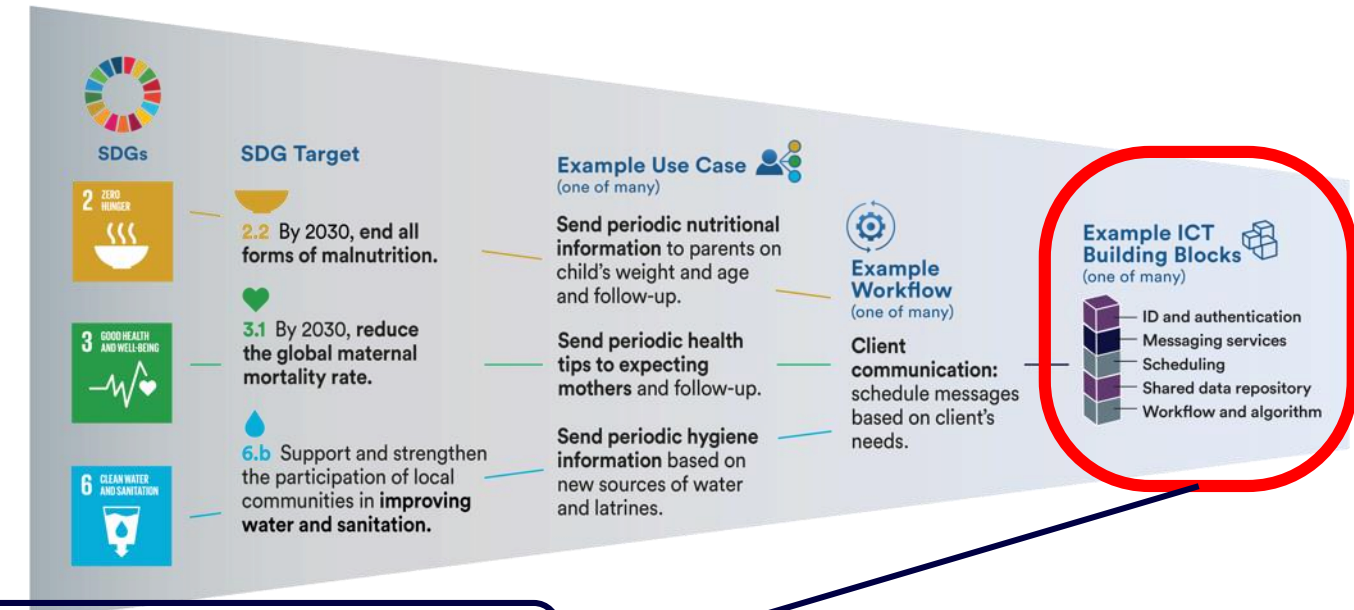 SDGs
2 ZERO
HUNGER
3 GOOD HEALTH
AND WELL-BEING
6 CLEAN WATER
AND SANITATION
SDG Target
2.2 By 2030, end all
forms of malnutrition.
3.1 By 2030, reduce
the global maternal
mortality rate.
6.b Support and strengthen
the participation of local
communities in improving
water and sanitation.
Example Use Case
(one of many)
Send periodic nutritional
information to parents on
child's weight and age
and follow-up.
Send periodic health
tips to expecting
mothers and follow-up.
Send periodic hygiene
information based on
new sources of water
and latrines.
Example
Workflow
(one of many)
Client
communication:
schedule messages
based on client's
needs.
Example ICT
Building Blocks
(one of many)
ID and authentication
Messaging services
Scheduling
Shared data repository
Workflow and algorithm